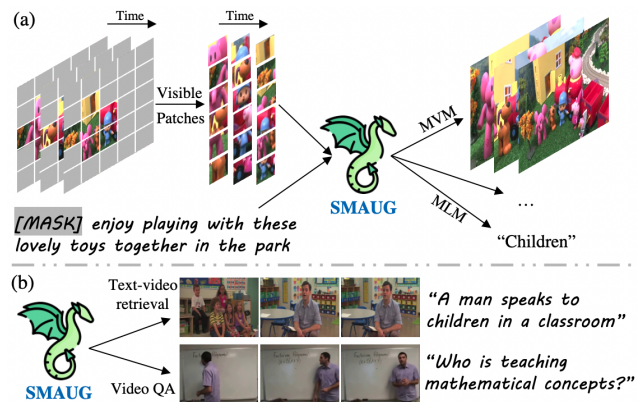 (a)
Time
Time
Visible
Patches
MVM
SMAUG
...
MLM
[MASK] enjoy playing with these
lovely toys together in the park
"Children"
(b)
Text-video
retrieval
"A man speaks to
children in a classroom"
SMAUG
Video QA
"Who is teaching
mathematical concepts?"